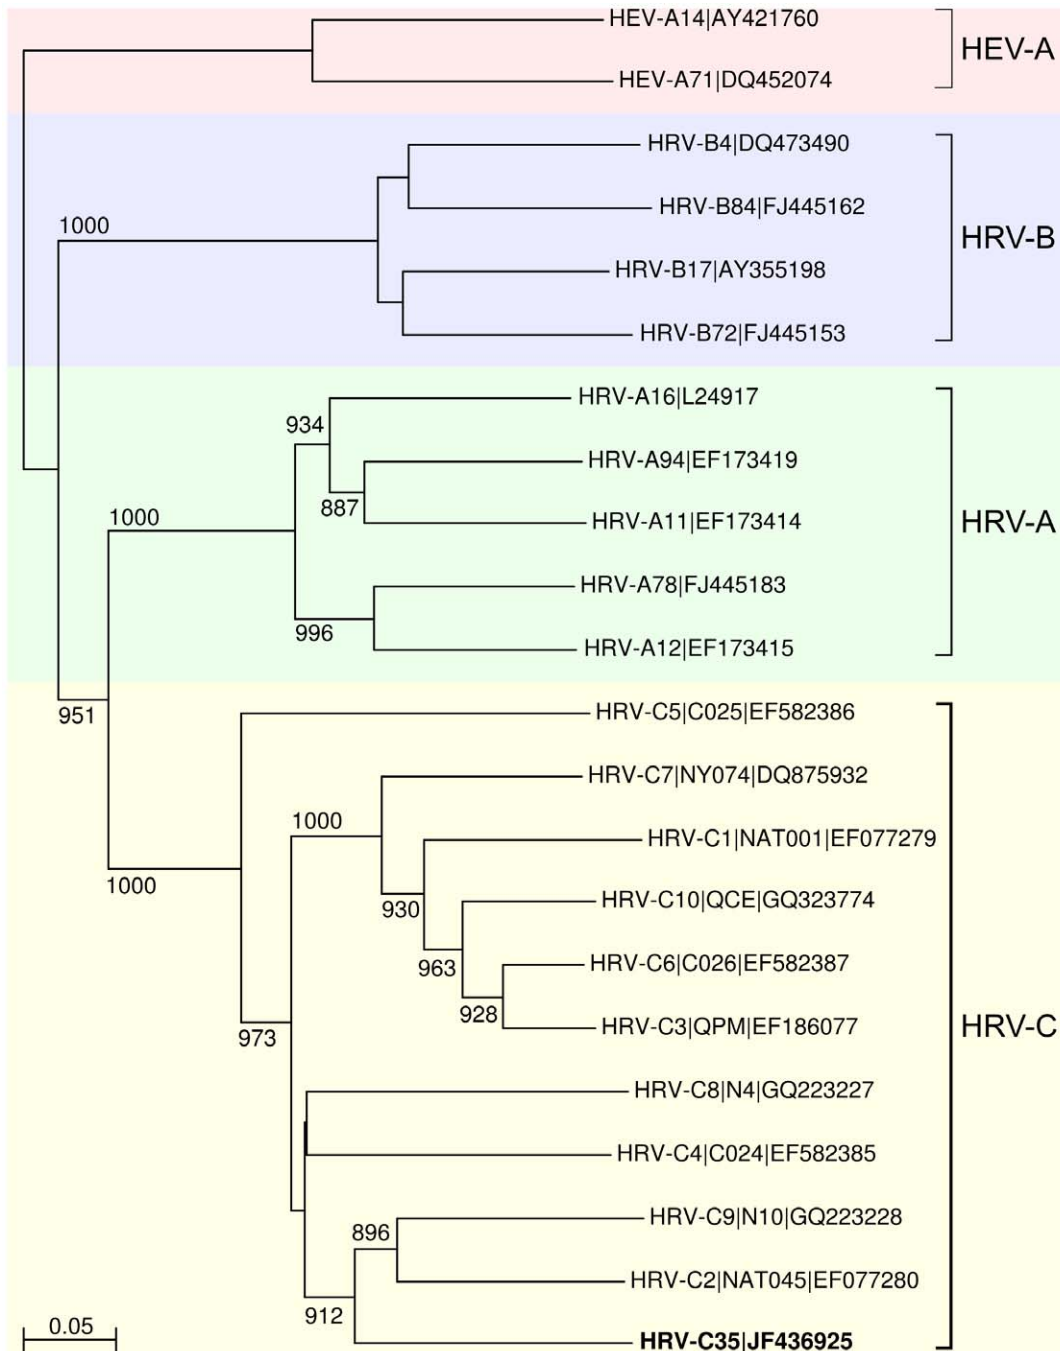 HEV-A14|AY421760
HEV-A
HEV-A71|DQ452074
HRV-B4|DQ473490
HRV-B84|FJ445162
1000
HRV-B
HRV-B17|AY355198
HRV-B72|FJ445153
HRV-A16|L24917
934
HRV-A94|EF173419
887
1000
HRV-A11|EF173414
HRV-A
HRV-A78|FJ445183
996
HRV-A12|EF173415
951
HRV-C5|C025|EF582386
HRV-C7|NY074|DQ875932
1000
HRV-C1|NAT001|EF077279
1000
HRV-C10|QCE|GQ323774
930
HRV-C6|C026|EF582387
963
928
HRV-C3|QPM|EF186077
HRV-C
973
HRV-C8|N4|GQ223227
HRV-C4|C024|EF582385
HRV-C9|N10|GQ223228
896
HRV-C2|NAT045|EF077280
912
0.05
HRV-C35|JF436925